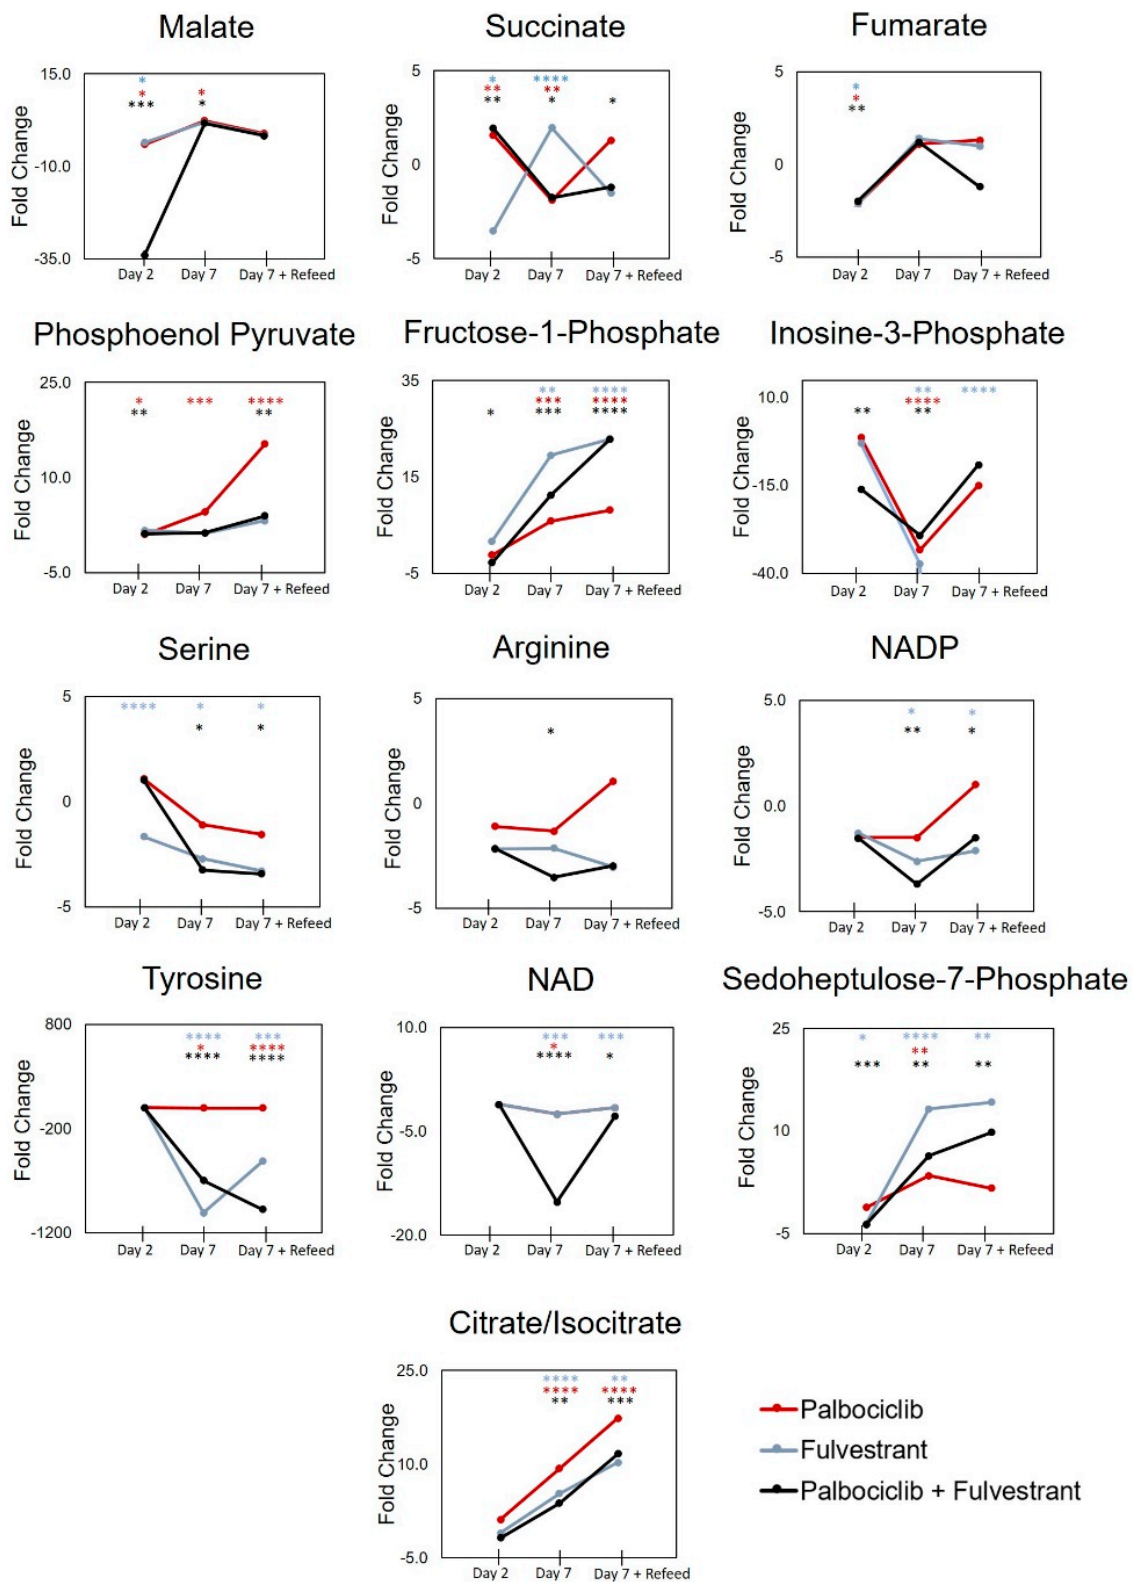 Malate Succinate Fumarate
15.0 5 5
* * *
* ** *
*** ** **
* **** 
* ** 
* *
*
Fold Change Fold Change Fold Change
-10.0 0 0
-35.0 -5 -5
Day 2 Day 7 Day 7 + Refeed Day 2 Day 7 Day 7 + Refeed Day 2 Day 7 Day 7 + Refeed
Phosphoenol Pyruvate Fructose-1-Phosphate Inosine-3-Phosphate
25.0 35 10.0
* *** **** ** **** ** ****
*** **** ****
** ** * *** **** ** **
Fold Change Fold Change Fold Change
10.0 15 -15.0
-5.0 -5 -40.0
Day 2 Day 7 Day 7 + Refeed Day 2 Day 7 Day 7 + Refeed Day 2 Day 7 Day 7 + Refeed
Serine Arginine NADP
5 5 5.0
**** * * * *
* * * ** *
Fold Change Fold Change Fold Change
0 0 0.0
-5 -5 -5.0
Day 2 Day 7 Day 7 + Refeed Day 2 Day 7 Day 7 + Refeed Day 2 Day 7 Day 7 + Refeed
Tyrosine NAD Sedoheptulose-7-Phosphate
800 10.0 25
**** *** *** *** * **** **
* **** * **
**** **** **** * *** ** **
Fold Change Fold Change Fold Change
-200 -5.0 10
-1200 -20.0 -5
Day 2 Day 7 Day 7 + Refeed Day 2 Day 7 Day 7 + Refeed Day 2 Day 7 Day 7 + Refeed
Citrate/Isocitrate
25.0
**** **
**** ****
** ***
Fold Change
10.0
-5.0
Day 2 Day 7 Day 7 + Refeed
Palbociclib
Fulvestrant
Palbociclib + Fulvestrant